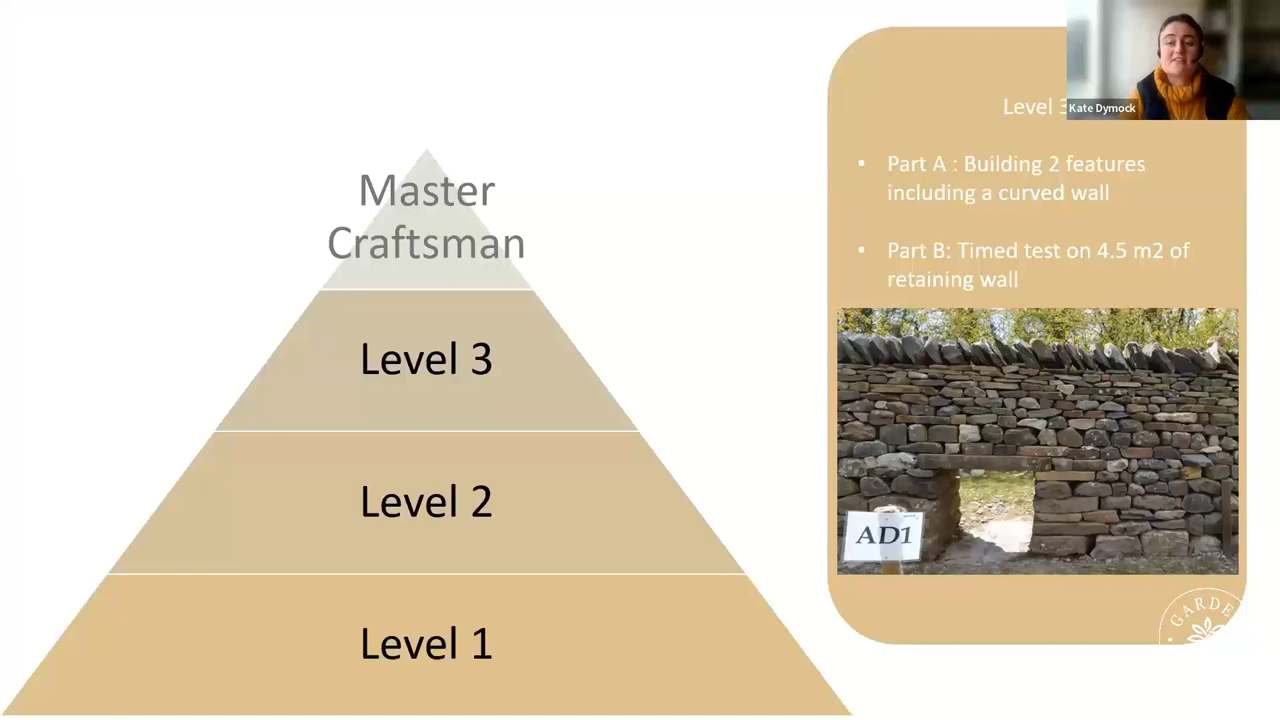 Master
Craftsman
Level 3
Level 2
Level 1
Level 3
Kate Dymock
• Part A : Building 2 features
including a curved wall
• Part B: Timed test on 4.5 m2 of
retaining wall
AD1
GARDE